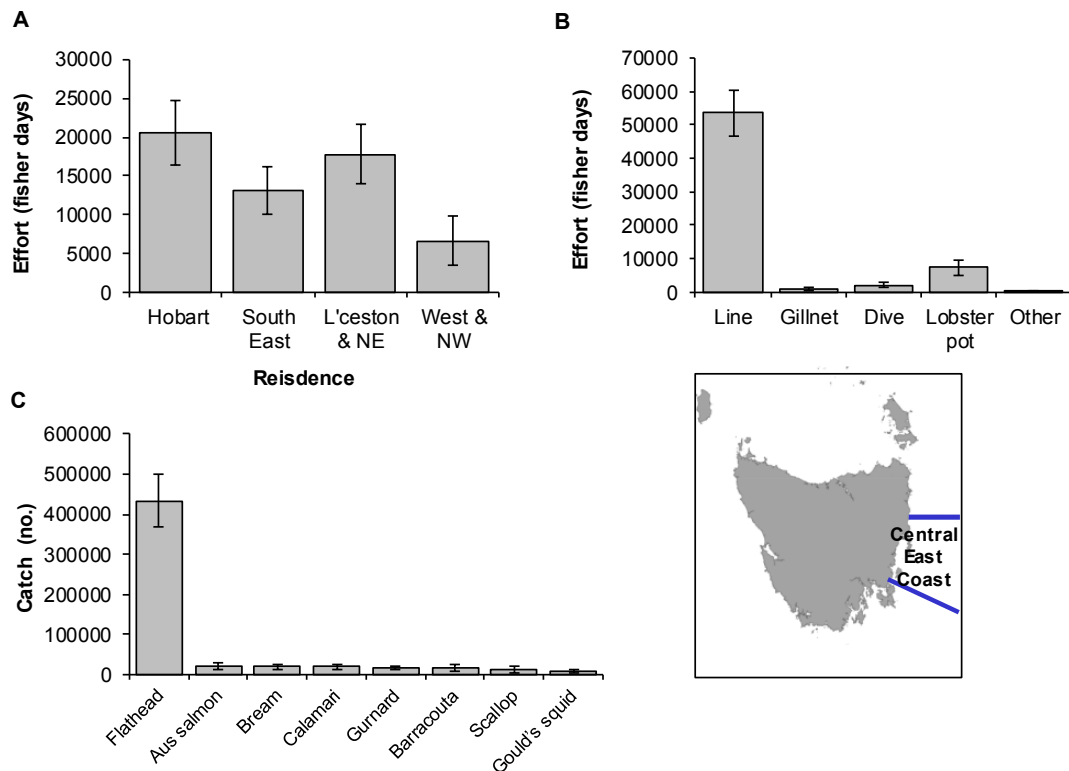 A
Effort (fisher days)
30000
25000
20000
15000
10000
5000
0
Hobart South L'ceston West &
East & NE NW
Reisdence
B
Effort (fisher days)
70000
60000
50000
40000
30000
20000
10000
0
Line Gillnet Dive Lobster Other
pot
C
Catch (no.)
600000
500000
400000
300000
200000
100000
0
Flathead
Aus salmon
Bream
Calamari
Gurnard
Barracouta
Scallop
Gould's squid
Central
East
Coast